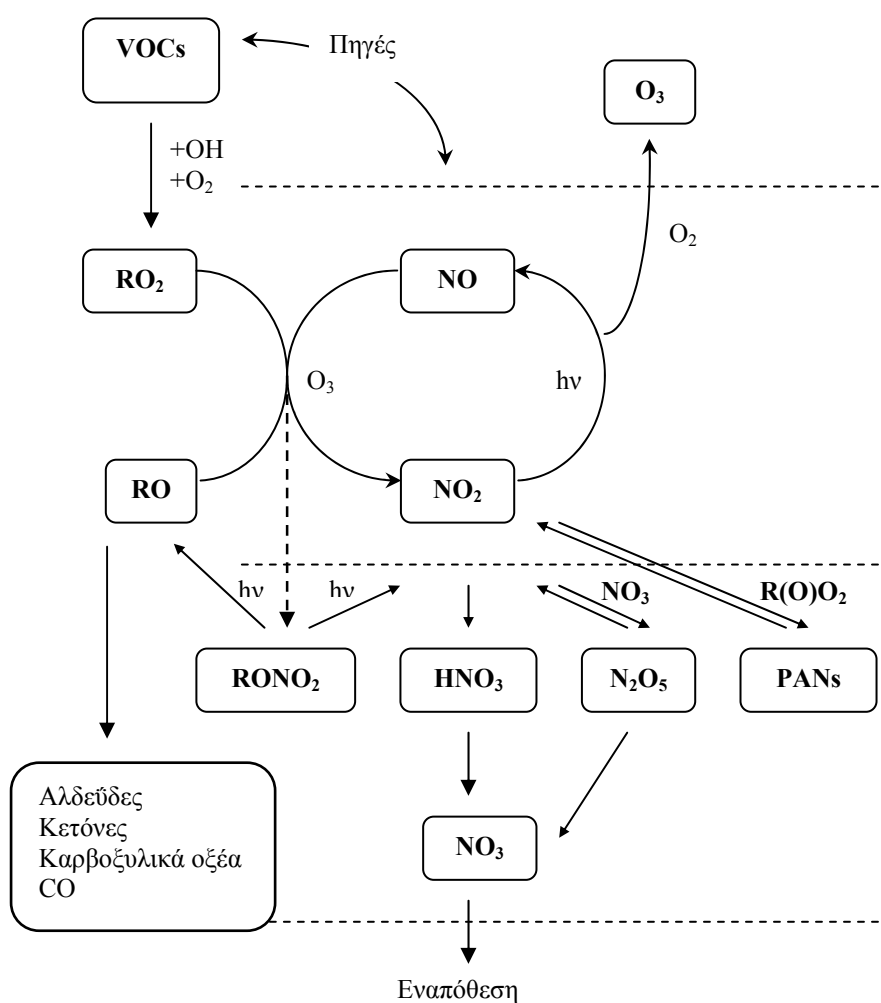 VOCs
Πηγές
O₃
+OH
+O₂
O₂
RO₂
NO
O₃
hν
RO
NO₂
hν
hν
NO₃
R(O)O₂
RONO₂
HNO₃
N₂O₅
PANs
Αλδεΰδες
Κετόνες
Καρβοξυλικά οξέα
CO
NO₃
Εναπόθεση